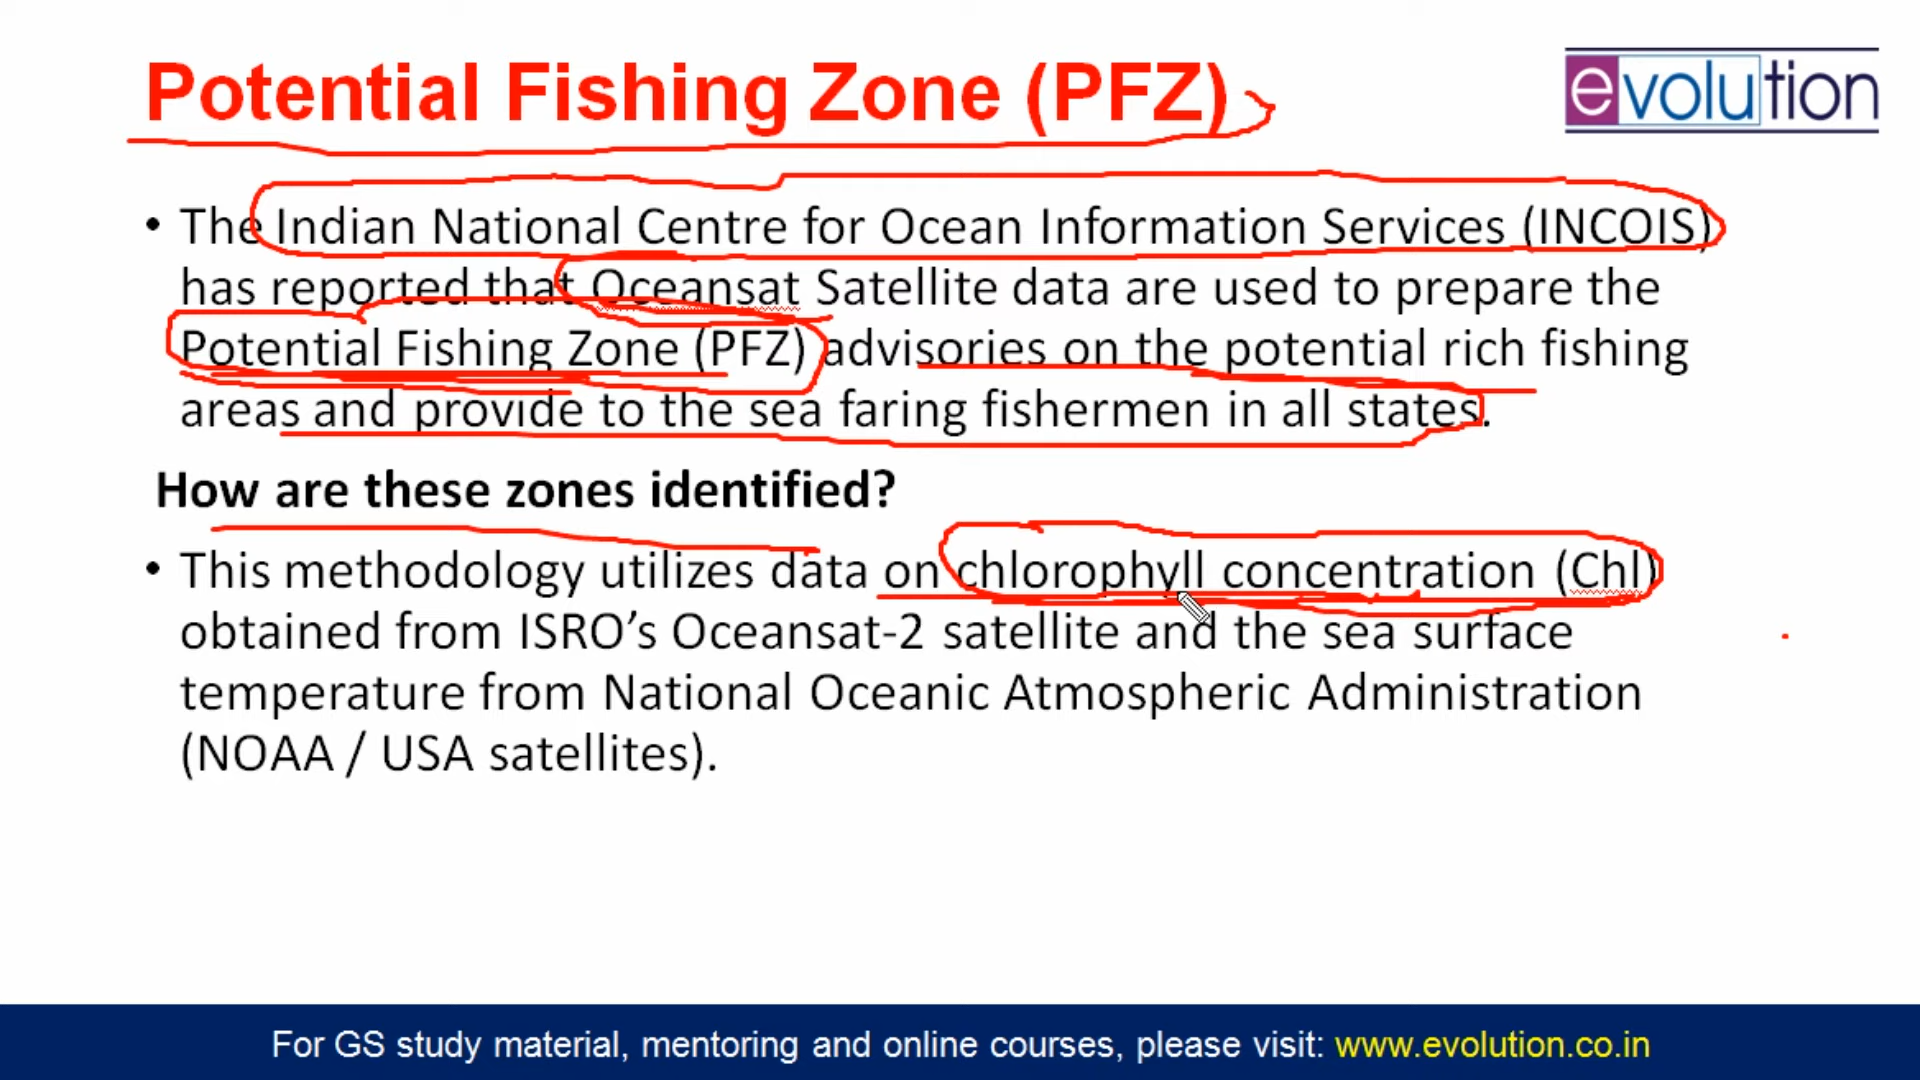 Potential Fishing Zone (PFZ)
evolution
• The Indian National Centre for Ocean Information Services (INCOIS)
has reported that Oceansat Satellite data are used to prepare the
Potential Fishing Zone (PFZ) advisories on the potential rich fishing
areas and provide to the sea faring fishermen in all states.
How are these zones identified?
• This methodology utilizes data on chlorophyll concentration (Chl)
obtained from ISRO’s Oceansat-2 satellite and the sea surface
temperature from National Oceanic Atmospheric Administration
(NOAA / USA satellites).
For GS study material, mentoring and online courses, please visit: www.evolution.co.in